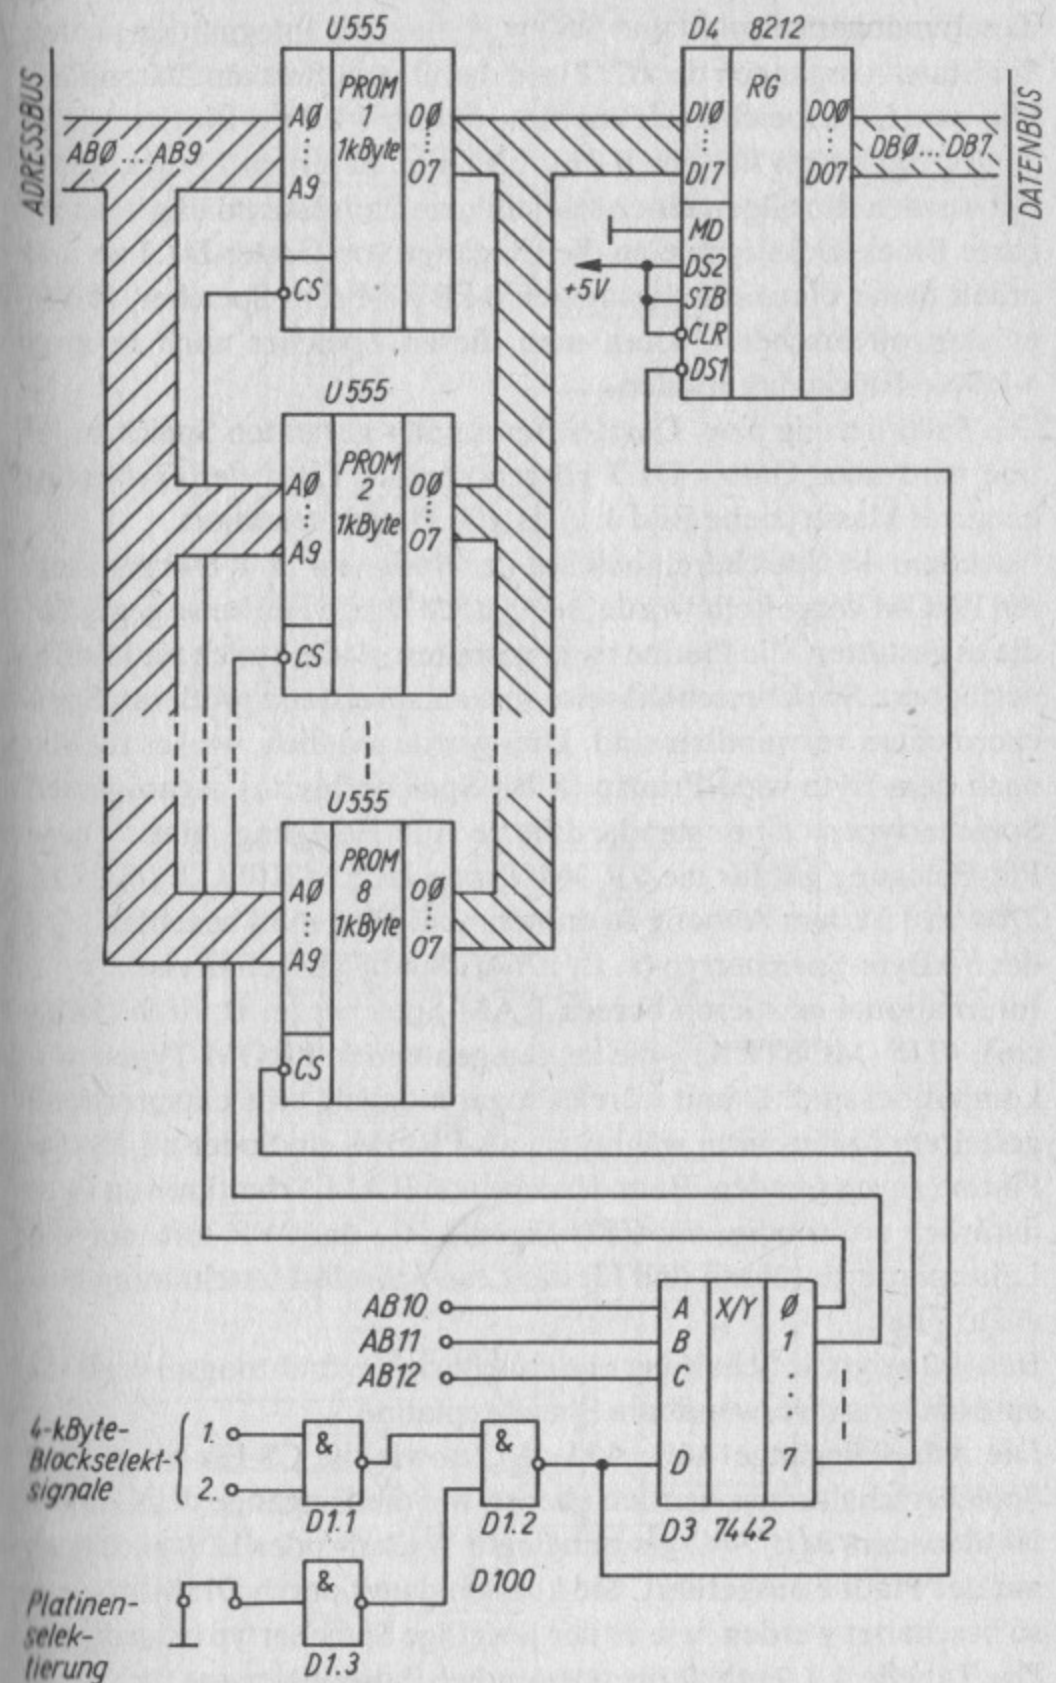 U555
D4 8212
ADRESSBUS
AB0...AB9
A0
A9
CS
PROM
1
1kByte
O0
O7
DI0
DI7
MD
DS2
STB
CLR
DS1
+5V
RG
DO0
DO7
DB0...DB7
DATENBUS
U555
A0
A9
CS
PROM
2
1kByte
O0
O7
U555
A0
A9
CS
PROM
8
1kByte
O0
O7
AB10
AB11
AB12
A
B
C
D
X/Y
0
1
7
D3 7442
4-kByte-
Blockselekt-
signale
1.
2.
&
D1.1
&
D1.2
D100
Platinen-
selek-
tierung
&
D1.3